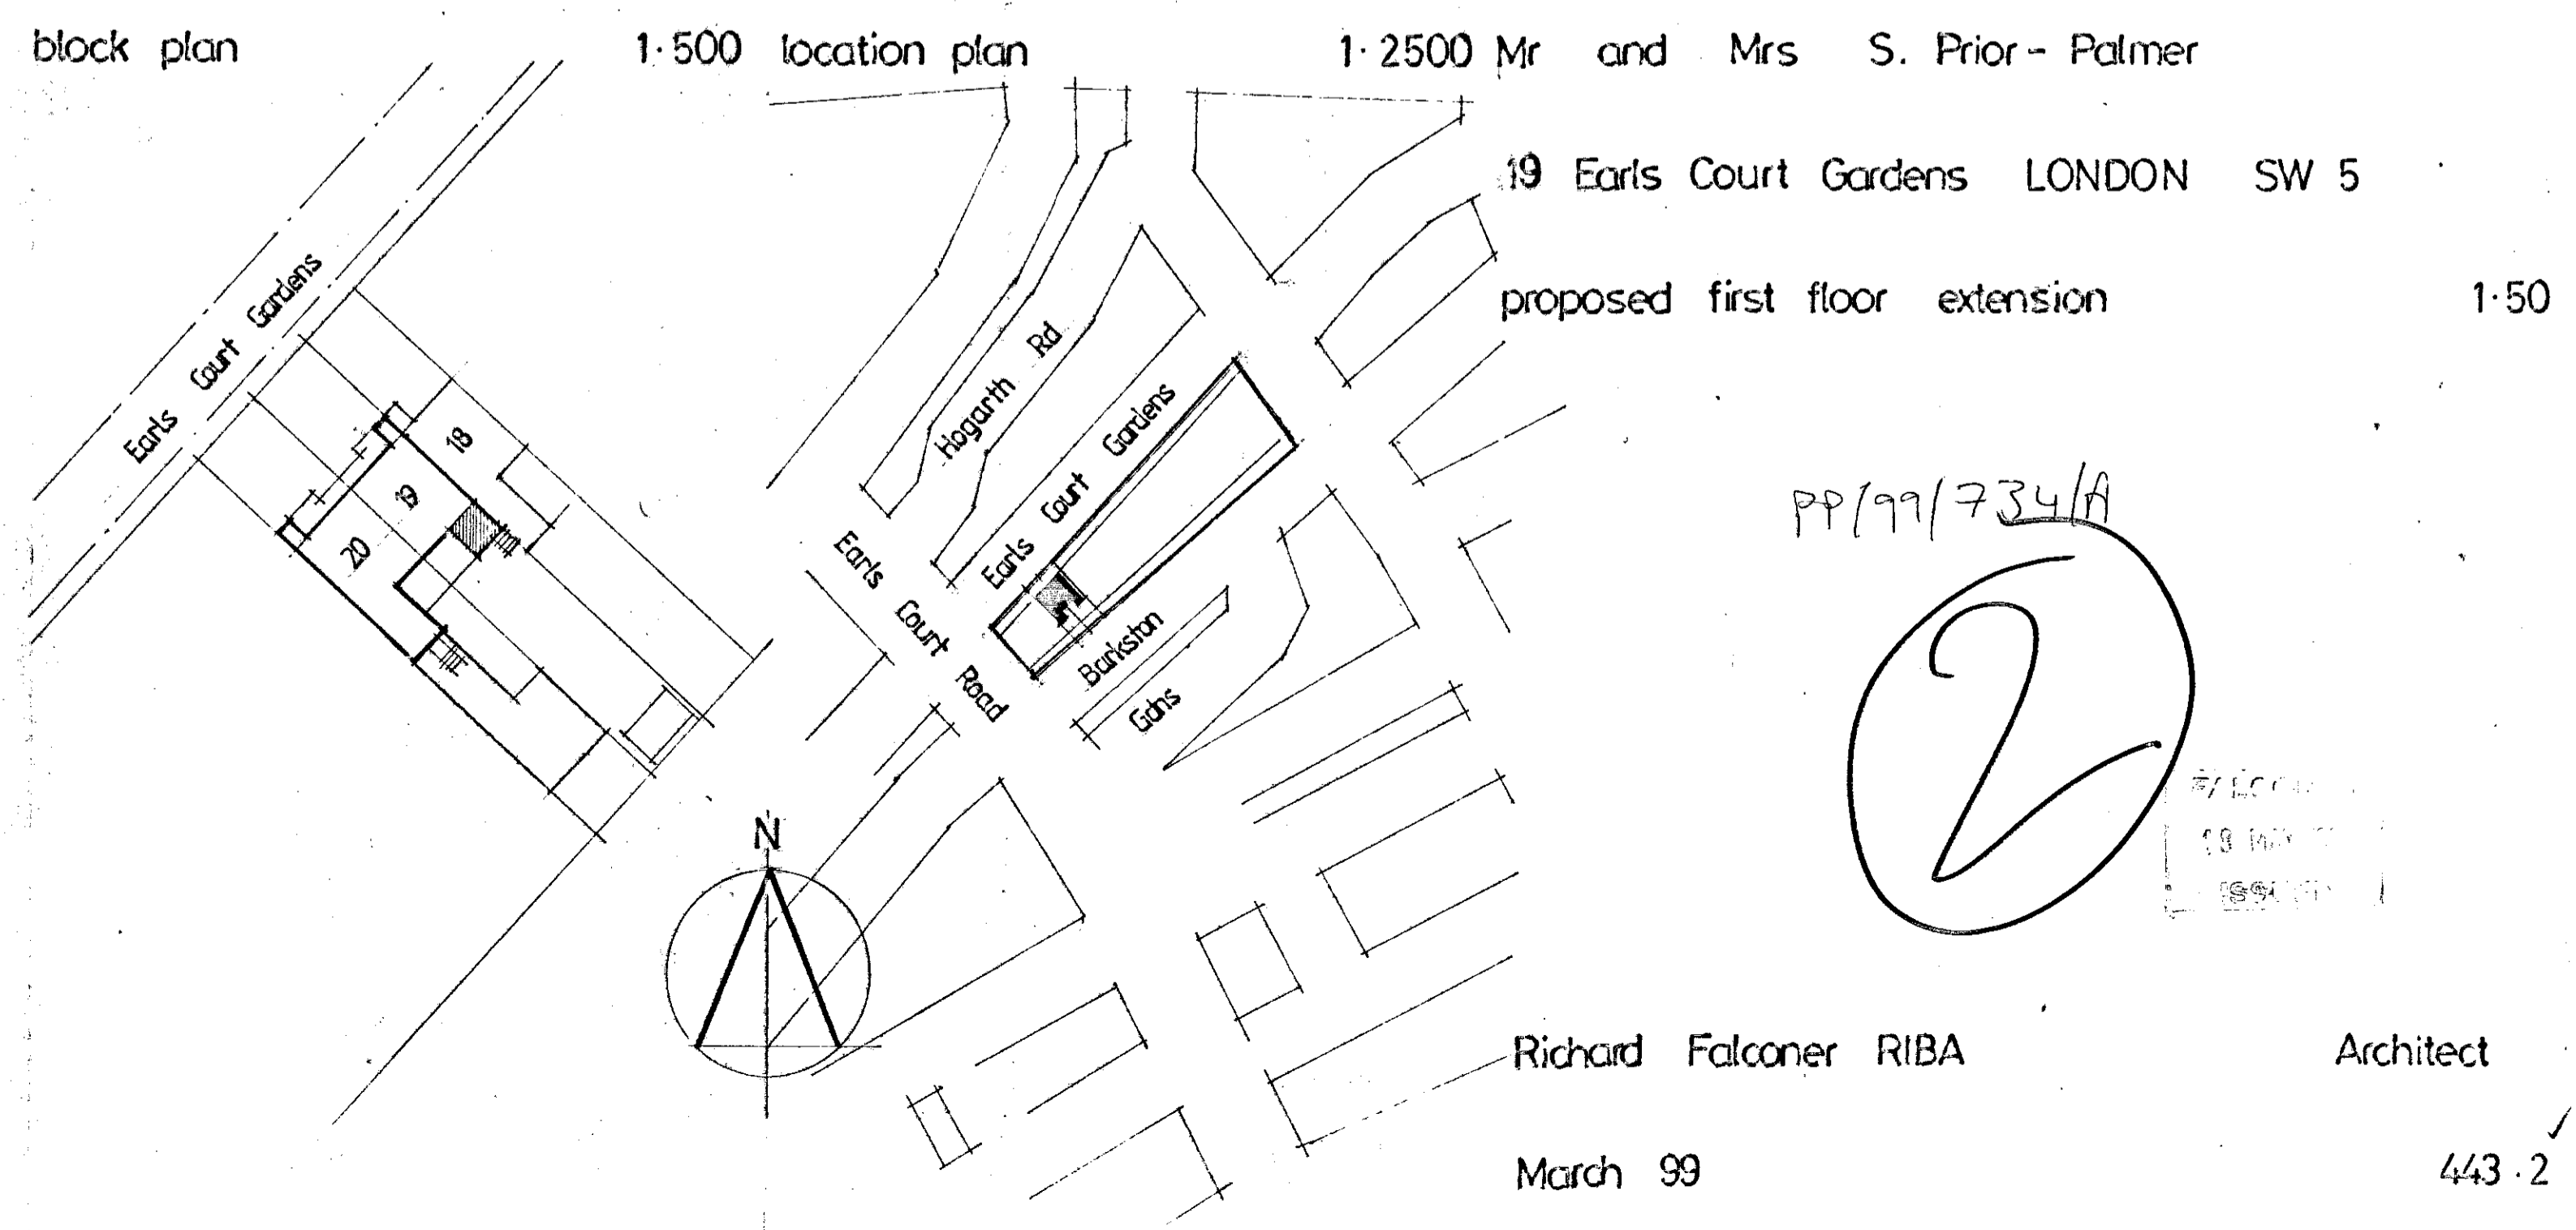 block plan 1·500 location plan 1·2500 Mr and Mrs S. Prior - Palmer
19 Earls Court Gardens LONDON SW 5
proposed first floor extension 1·50
Earls Court Gardens
18
19
20
Hogarth Rd
Earls Court Gardens
Earls Court Road
Barkston
Gdns
N
PP/99/734/A
2
Richard Falconer RIBA Architect
March 99 443·2